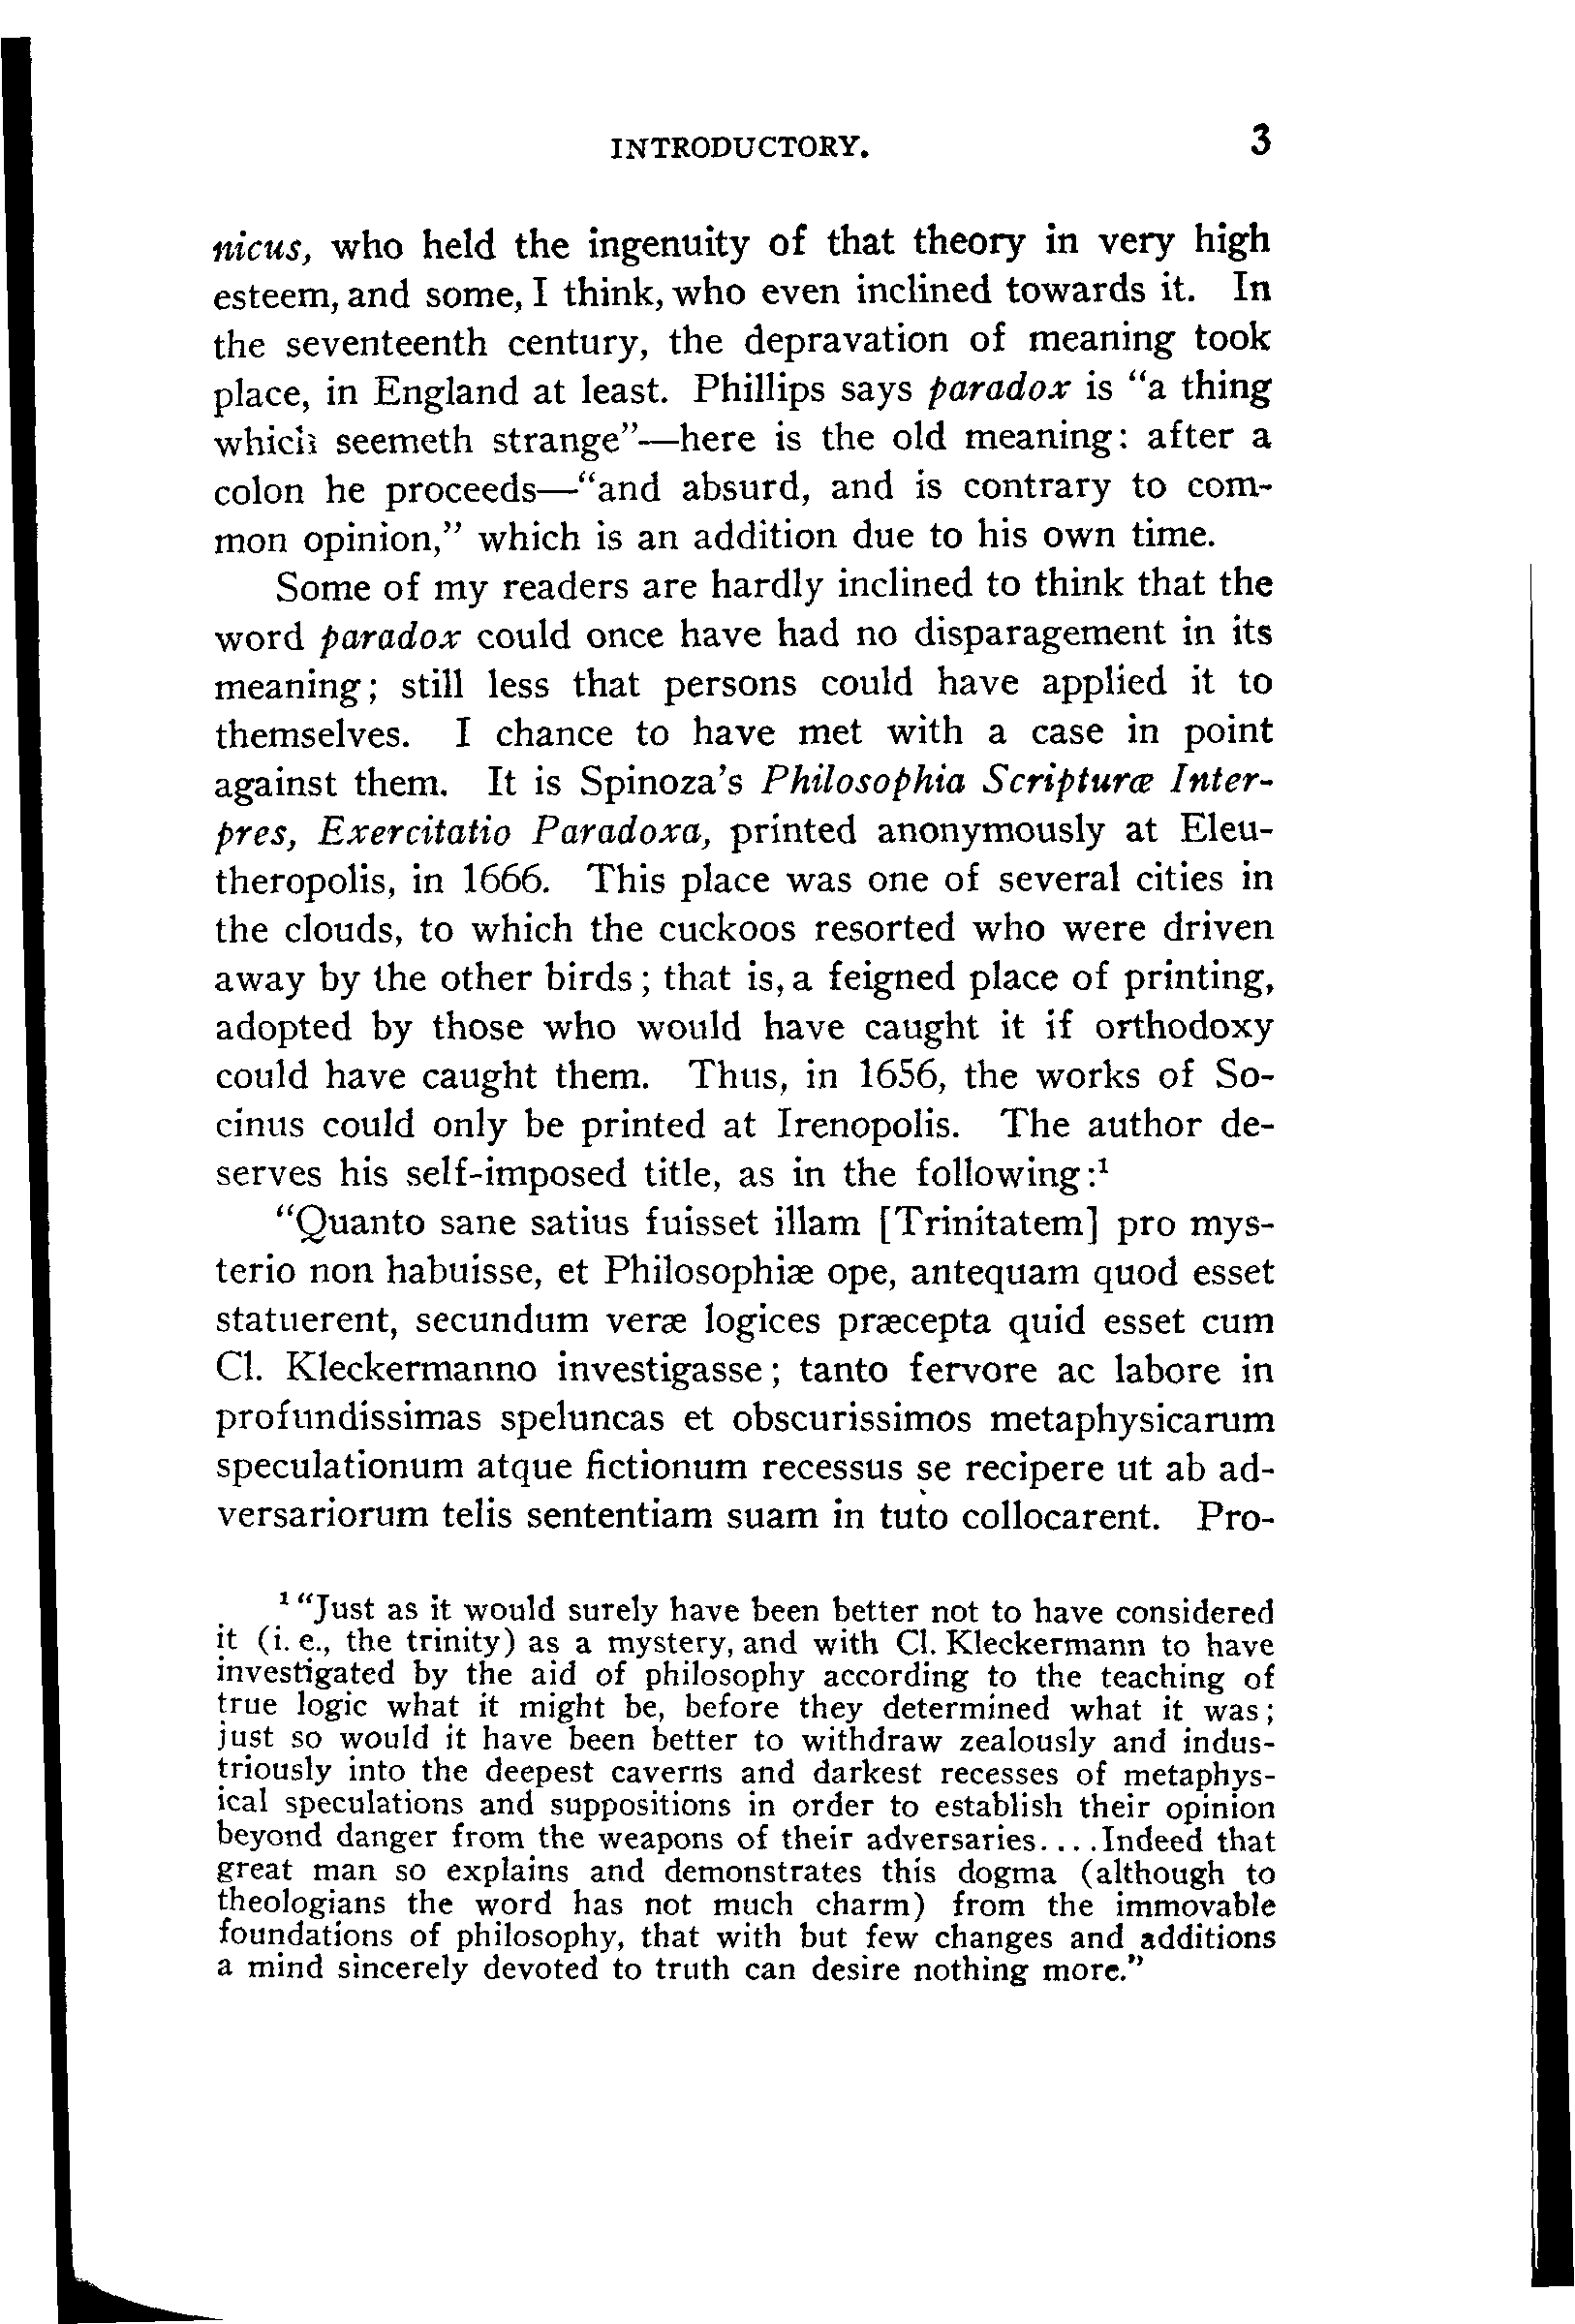 INTRODUCTORY. 3
nicus, who held the ingenuity of that theory in very high
esteem, and some, I think, who even inclined towards it. In
the seventeenth century, the depravation of meaning took
place, in England at least. Phillips says paradox is “a thing
which seemeth strange”—here is the old meaning: after a
colon he proceeds—“and absurd, and is contrary to com-
mon opinion,” which is an addition due to his own time.
Some of my readers are hardly inclined to think that the
word paradox could once have had no disparagement in its
meaning; still less that persons could have applied it to
themselves. I chance to have met with a case in point
against them. It is Spinoza’s Philosophia Scripturæ Inter-
pres, Exercitatio Paradoxa, printed anonymously at Eleu-
theropolis, in 1666. This place was one of several cities in
the clouds, to which the cuckoos resorted who were driven
away by the other birds; that is, a feigned place of printing,
adopted by those who would have caught it if orthodoxy
could have caught them. Thus, in 1656, the works of So-
cinus could only be printed at Irenopolis. The author de-
serves his self-imposed title, as in the following:¹
“Quanto sane satius fuisset illam [Trinitatem] pro mys-
terio non habuisse, et Philosophiæ ope, antequam quod esset
statuerent, secundum veræ logices præcepta quid esset cum
Cl. Kleckermanno investigasse; tanto fervore ac labore in
profundissimas speluncas et obscurissimos metaphysicarum
speculationum atque fictionum recessus se recipere ut ab ad-
versariorum telis sententiam suam in tuto collocarent. Pro-
¹ “Just as it would surely have been better not to have considered
it (i. e., the trinity) as a mystery, and with Cl. Kleckermann to have
investigated by the aid of philosophy according to the teaching of
true logic what it might be, before they determined what it was;
just so would it have been better to withdraw zealously and indus-
triously into the deepest caverns and darkest recesses of metaphys-
ical speculations and suppositions in order to establish their opinion
beyond danger from the weapons of their adversaries....Indeed that
great man so explains and demonstrates this dogma (although to
theologians the word has not much charm) from the immovable
foundations of philosophy, that with but few changes and additions
a mind sincerely devoted to truth can desire nothing more.”